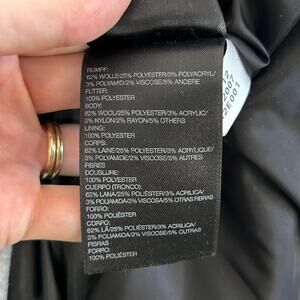 RUMPF:
62% WOLLE/25% POLYESTER/3% POLYACRYL/
3% POLYAMID/2% VISKOSE/5% ANDERE
FUTTER:
100% POLYESTER
BODY:
62% WOOL/25% POLYESTER/3% ACRYLIC/
3% NYLON/2% RAYON/5% OTHERS
LINING:
100% POLYESTER
CORPS:
62% LAINE/25% POLYESTER/3% ACRYLIQUE/
3% POLYAMIDE/2% VISCOSE/5% AUTRES
FIBRES
DOUBLURE:
100% POLYESTER
CUERPO (TRONCO):
62% LANA/25% POLIÉSTER/3% ACRÍLICA/
3% POLIAMIDA/2% VISCOSA/5% OTRAS FIBRAS
FORRO:
100% POLIÉSTER
CORPO:
62% LÃ/25% POLIÉSTER/3% ACRÍLICA/
3% POLIAMIDA/2% VISCOSE/5% OUTRAS
FIBRAS
FORRO:
100% POLIÉSTER